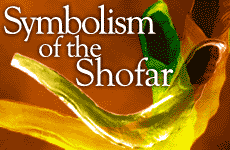 Symbolism
of the
Shofar